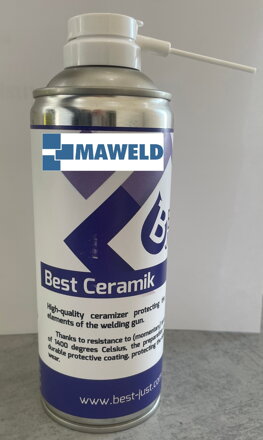 MAWELD
Best Ceramik
High-quality ceramizer protecting
elements of the welding gun.
Thanks to resistance to (momentary)
of 1400 degrees Celsius, the
durable protective coating, protecting
wear.
www.best-just.com